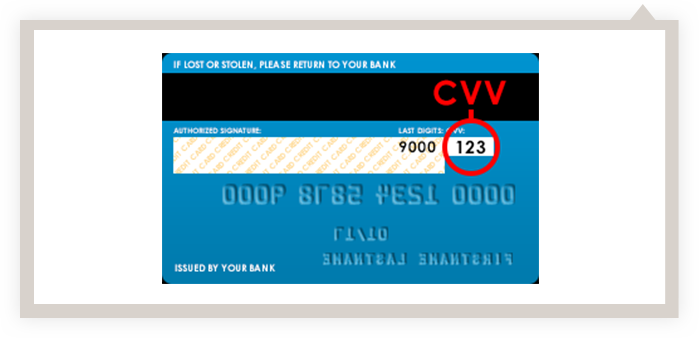 IF LOST OR STOLEN, PLEASE RETURN TO YOUR BANK
CVV
AUTHORIZED SIGNATURE: LAST DIGITS: CVV:
9000 123
0000 1234 5678 9000
01/17
FIRSTNAME LASTNAME
ISSUED BY YOUR BANK